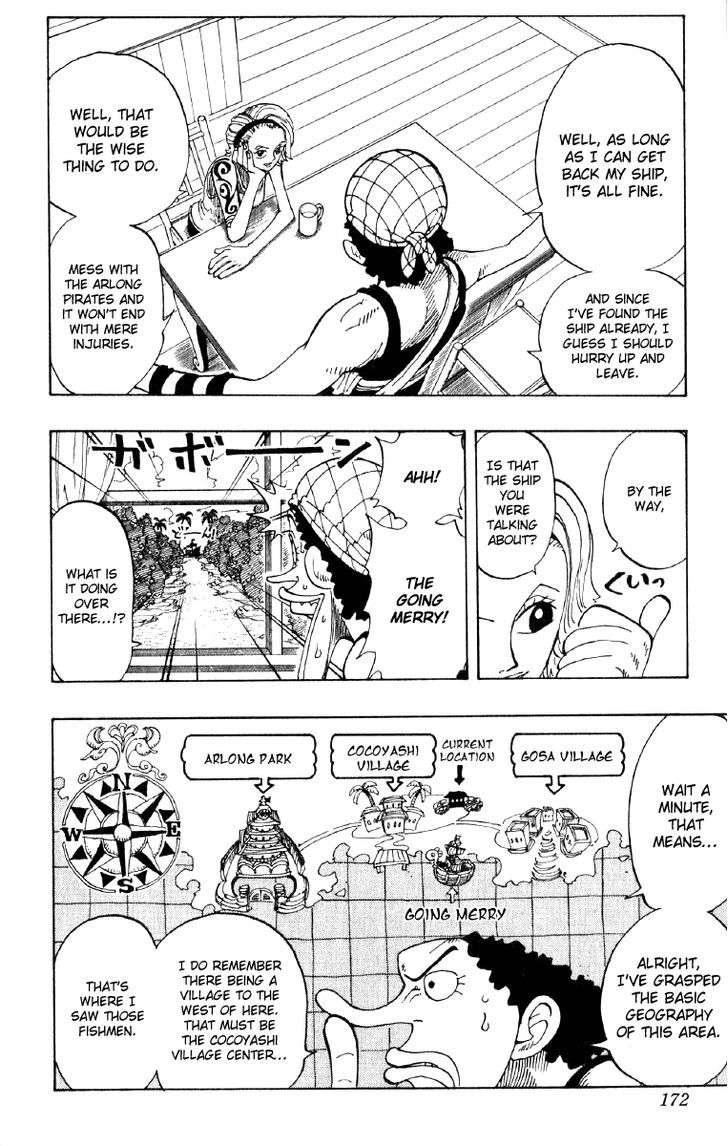 WELL, AS LONG
AS I CAN GET
BACK MY SHIP,
IT'S ALL FINE.
AND SINCE
I'VE FOUND THE
SHIP ALREADY, I
GUESS I SHOULD
HURRY UP AND
LEAVE.
WELL, THAT
WOULD BE
THE WISE
THING TO DO.
MESS WITH
THE ARLONG
PIRATES AND
IT WON'T END
WITH MERE
INJURIES.
BY THE
WAY,
IS THAT
THE SHIP
YOU
WERE
TALKING
ABOUT?
くいっ
AHH!
THE
GOING
MERRY!
ガボーン
どーん
WHAT IS
IT DOING
OVER
THERE...!?
WAIT A
MINUTE,
THAT
MEANS...
ARLONG PARK
COCOYASHI
VILLAGE
CURRENT
LOCATION
GOSA VILLAGE
N
W E
S
GOING MERRY
ALRIGHT,
I'VE GRASPED
THE BASIC
GEOGRAPHY
OF THIS AREA.
I DO REMEMBER
THERE BEING A
VILLAGE TO THE
WEST OF HERE.
THAT MUST BE
THE COCOYASHI
VILLAGE CENTER...
THAT'S
WHERE I
SAW THOSE
FISHMEN.
172